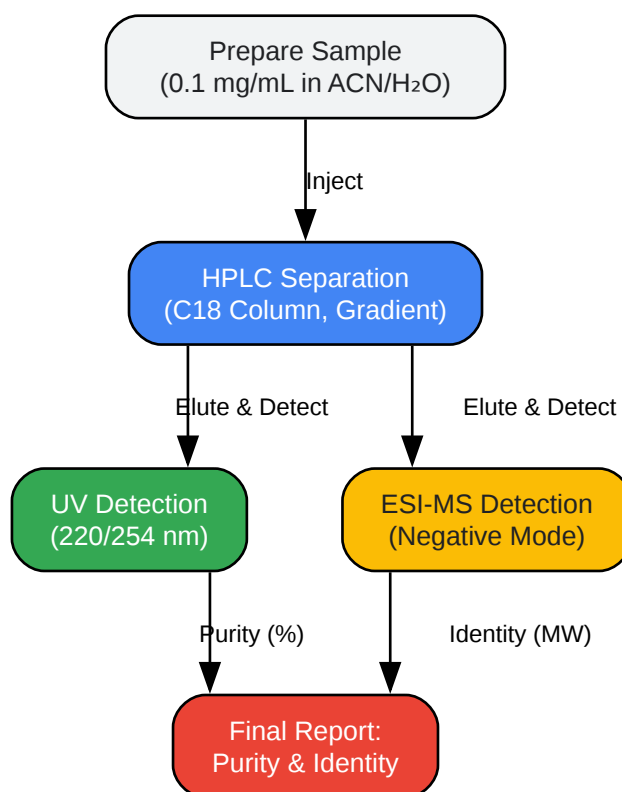 Prepare Sample
(0.1 mg/mL in ACN/H₂O)
Inject
HPLC Separation
(C18 Column, Gradient)
Elute & Detect
Elute & Detect
UV Detection
(220/254 nm)
ESI-MS Detection
(Negative Mode)
Purity (%)
Identity (MW)
Final Report:
Purity & Identity